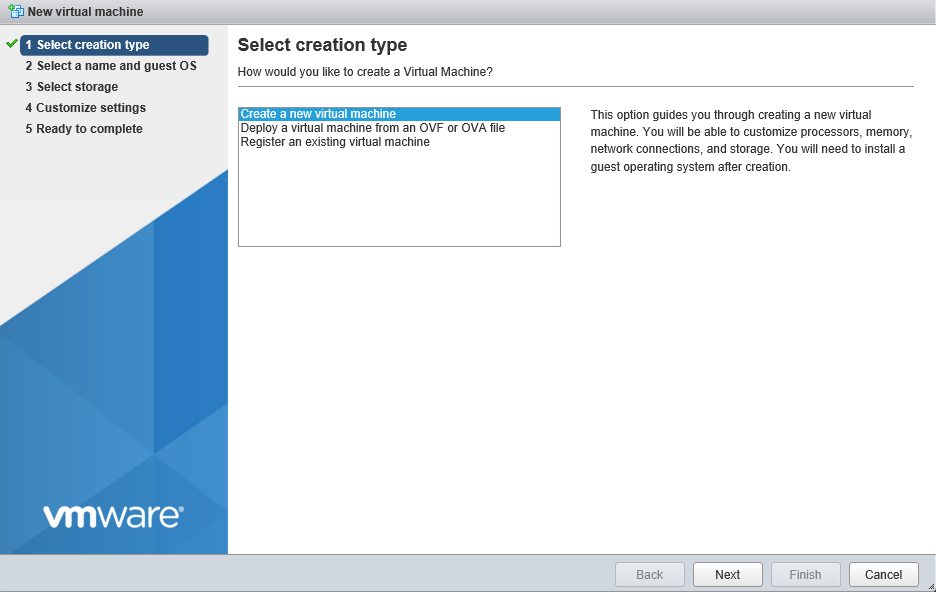 New virtual machine
1 Select creation type
2 Select a name and guest OS
3 Select storage
4 Customize settings
5 Ready to complete
vmware®
Select creation type
How would you like to create a Virtual Machine?
Create a new virtual machine
Deploy a virtual machine from an OVF or OVA file
Register an existing virtual machine
This option guides you through creating a new virtual
machine. You will be able to customize processors, memory,
network connections, and storage. You will need to install a
guest operating system after creation.
Back
Next
Finish
Cancel